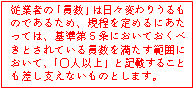 従業者の「員数」は日々変わりうるも
のであるため、規程を定めるにあた
っては、基準第５条においておくべ
きとされている員数を満たす範囲
において、「〇人以上」と記載すること
も差し支えないものとします。